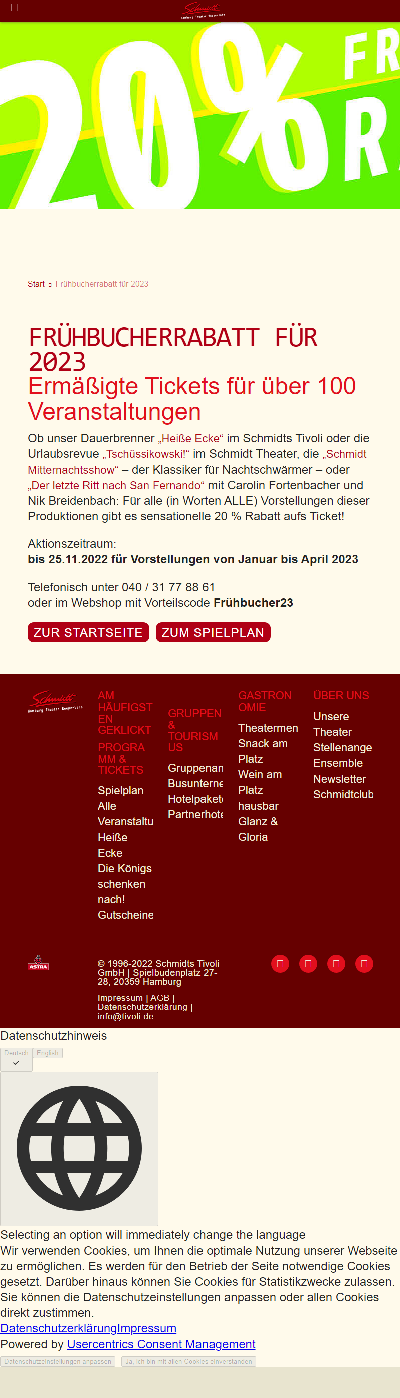 Schmidts
20% FR
R
Start : Frühbucherrabatt für 2023
FRÜHBUCHERRABATT FÜR
2023
Ermäßigte Tickets für über 100
Veranstaltungen
Ob unser Dauerbrenner „Heiße Ecke“ im Schmidts Tivoli oder die
Urlaubsrevue „Tschüssikowski!“ im Schmidt Theater, die „Schmidt
Mitternachtsshow“ – der Klassiker für Nachtschwärmer – oder
„Der letzte Ritt nach San Fernando“ mit Carolin Fortenbacher und
Nik Breidenbach: Für alle (in Worten ALLE) Vorstellungen dieser
Produktionen gibt es sensationelle 20 % Rabatt aufs Ticket!
Aktionszeitraum:
bis 25.11.2022 für Vorstellungen von Januar bis April 2023
Telefonisch unter 040 / 31 77 88 61
oder im Webshop mit Vorteilscode Frühbucher23
ZUR STARTSEITE ZUM SPIELPLAN
Schmidts
AM
HÄUFIGST
EN
GEKLICKT
PROGRA
MM &
TICKETS
Spielplan
Alle
Veranstaltu
Heiße
Ecke
Die Königs
schenken
nach!
Gutscheine
GRUPPEN
&
TOURISM
US
Gruppenan
Busunterne
Hotelpakete
Partnerhote
GASTRON
OMIE
Theatermen
Snack am
Platz
Wein am
Platz
hausbar
Glanz &
Gloria
ÜBER UNS
Unsere
Theater
Stellenange
Ensemble
Newsletter
Schmidtclub
ASTRA
© 1996-2022 Schmidts Tivoli
GmbH | Spielbudenplatz 27-
28, 20359 Hamburg
Impressum | AGB |
Datenschutzerklärung |
info@tivoli.de
Datenschutzhinweis
Deutsch English
Selecting an option will immediately change the language
Wir verwenden Cookies, um Ihnen die optimale Nutzung unserer Webseite
zu ermöglichen. Es werden für den Betrieb der Seite notwendige Cookies
gesetzt. Darüber hinaus können Sie Cookies für Statistikzwecke zulassen.
Sie können die Datenschutzeinstellungen anpassen oder allen Cookies
direkt zustimmen.
DatenschutzerklärungImpressum
Powered by Usercentrics Consent Management
Datenschutzeinstellungen anpassen Ja, ich bin mit allen Cookies einverstanden